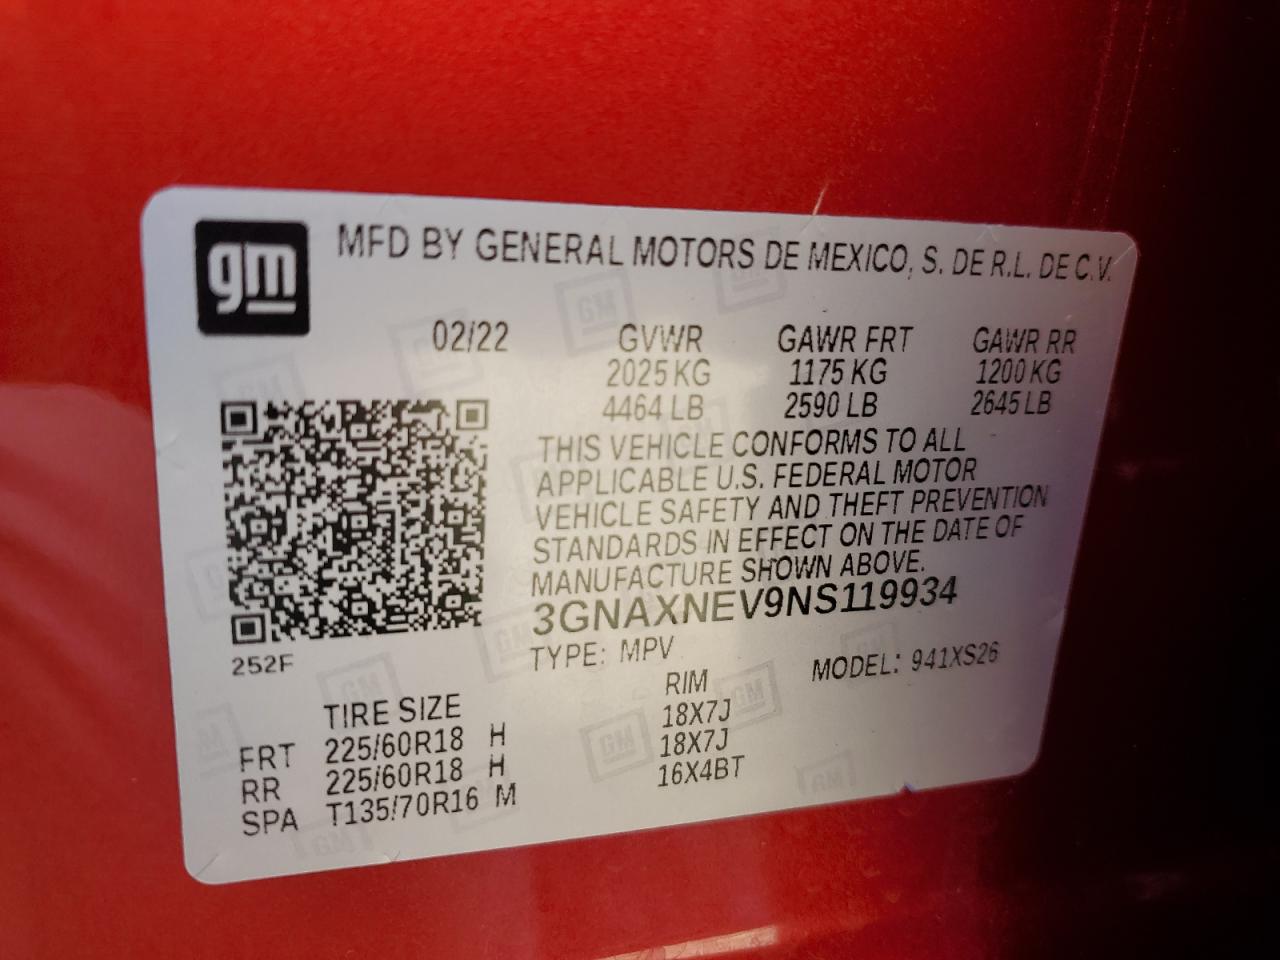 gm MFD BY GENERAL MOTORS DE MEXICO, S. DE R.L. DE C.V.
02/22 GVWR GAWR FRT GAWR RR
2025 KG 1175 KG 1200 KG
4464 LB 2590 LB 2645 LB
THIS VEHICLE CONFORMS TO ALL
APPLICABLE U.S. FEDERAL MOTOR
VEHICLE SAFETY AND THEFT PREVENTION
STANDARDS IN EFFECT ON THE DATE OF
MANUFACTURE SHOWN ABOVE.
3GNAXNEV9NS119934
252F
TYPE: MPV MODEL: 941XS26
TIRE SIZE RIM
FRT 225/60R18 H 18X7J
RR 225/60R18 H 18X7J
SPA T135/70R16 M 16X4BT